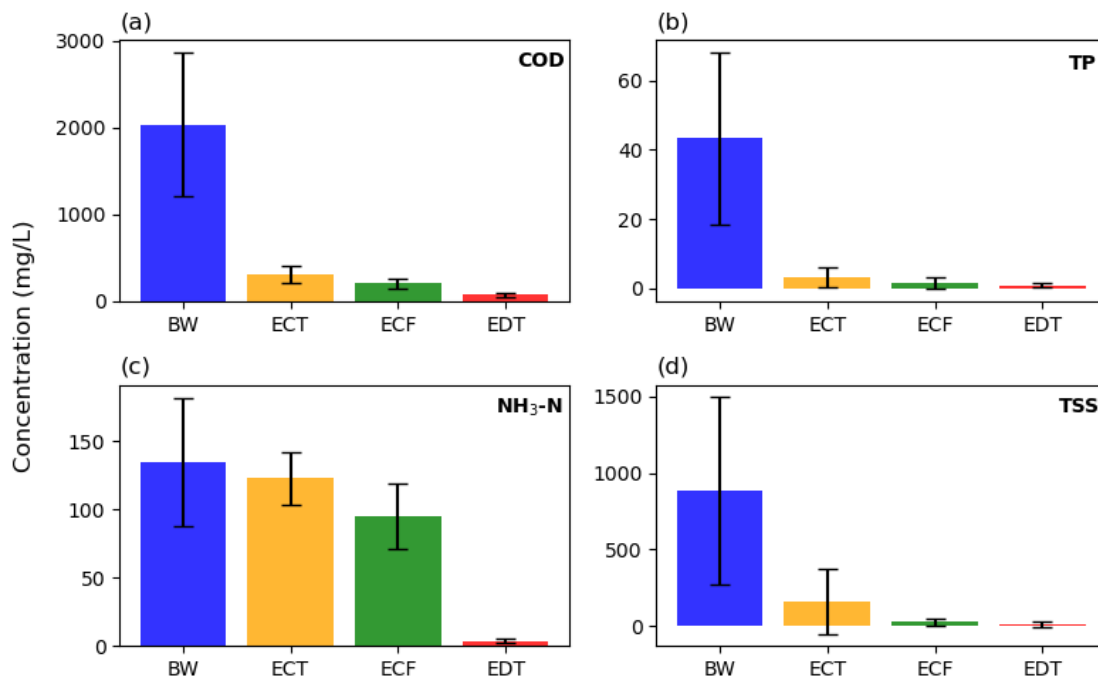 (a)
COD
3000
2000
1000
0
BW ECT ECF EDT
(b)
TP
60
40
20
0
BW ECT ECF EDT
Concentration (mg/L)
(c)
NH₃-N
150
100
50
0
BW ECT ECF EDT
(d)
TSS
1500
1000
500
0
BW ECT ECF EDT